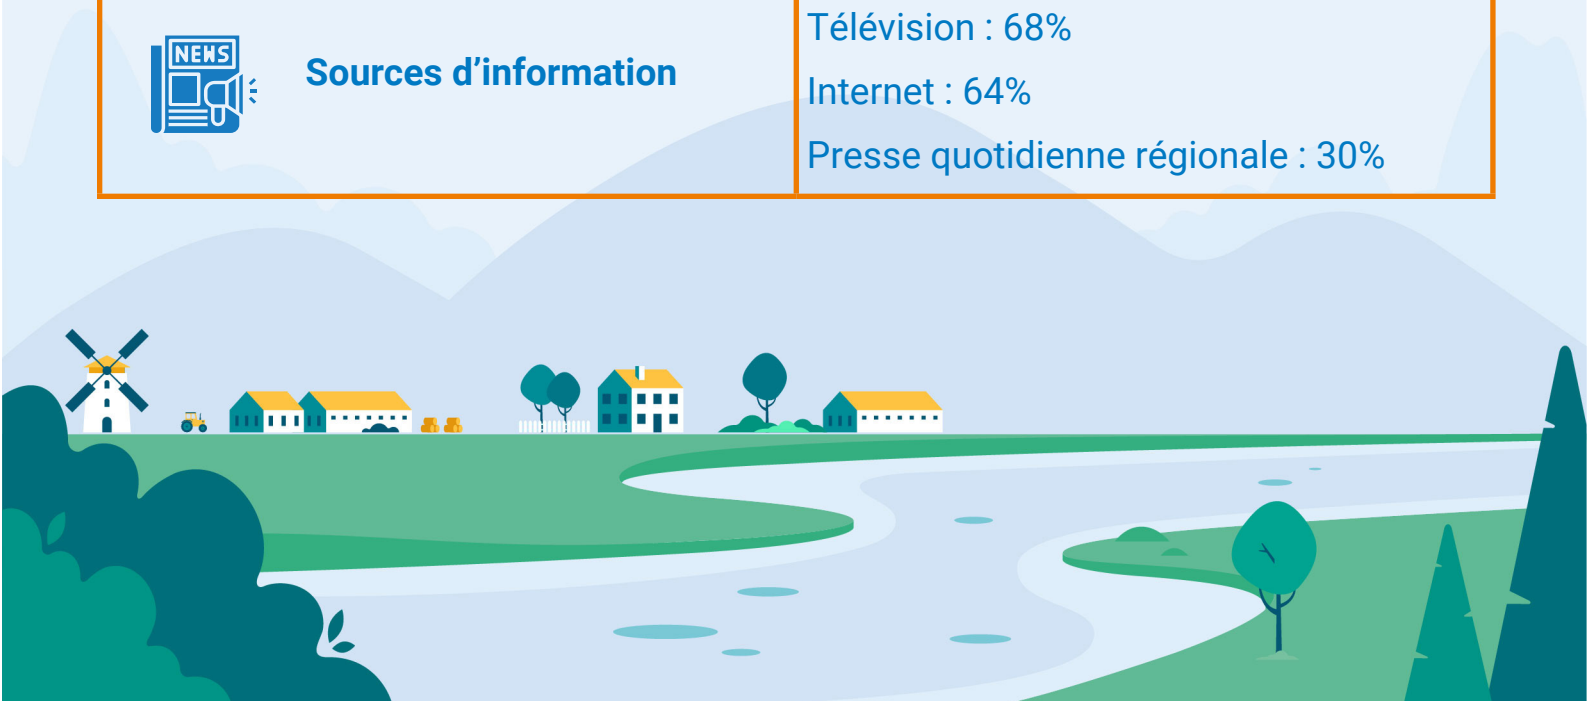 NEWS
Sources d’information
Télévision : 68%
Internet : 64%
Presse quotidienne régionale : 30%